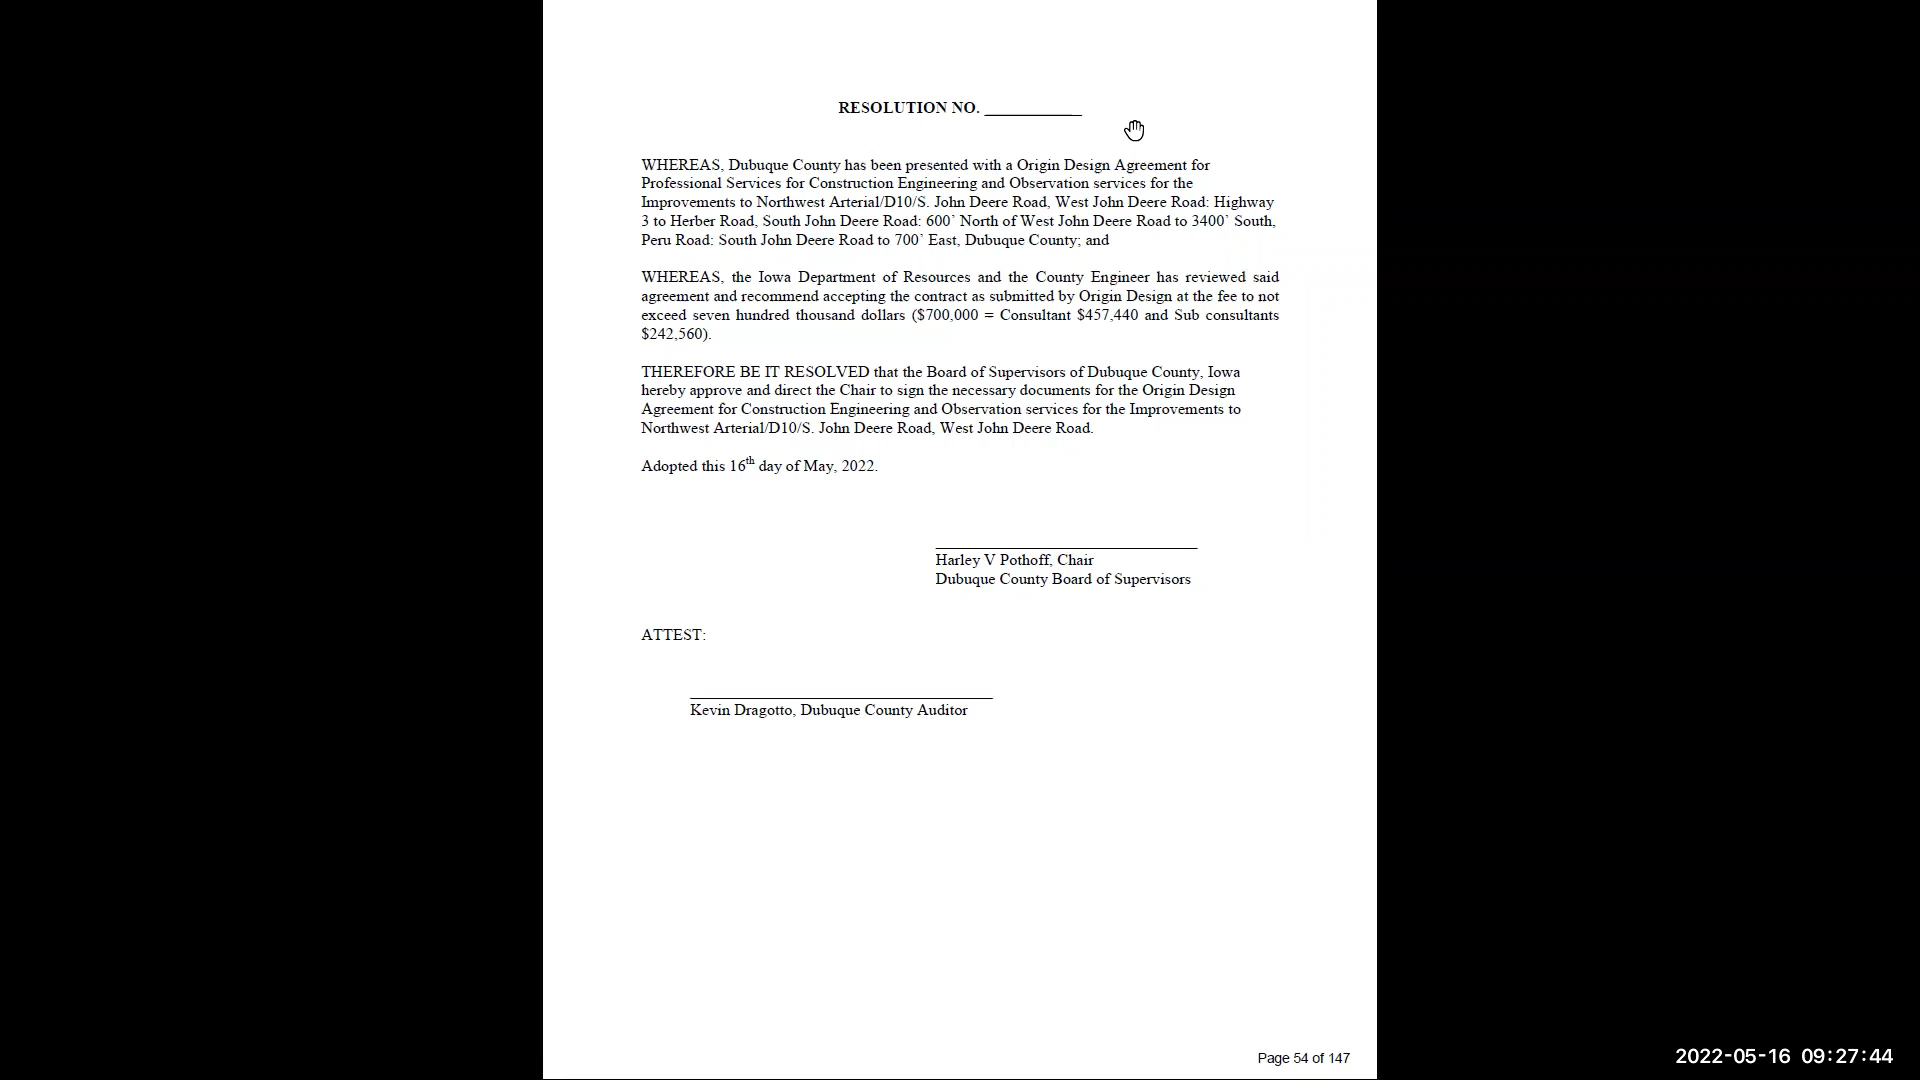 RESOLUTION NO. ____________
WHEREAS, Dubuque County has been presented with a Origin Design Agreement for
Professional Services for Construction Engineering and Observation services for the
Improvements to Northwest Arterial/D10/S. John Deere Road, West John Deere Road: Highway
3 to Herber Road, South John Deere Road: 600’ North of West John Deere Road to 3400’ South,
Peru Road: South John Deere Road to 700’ East, Dubuque County; and
WHEREAS, the Iowa Department of Resources and the County Engineer has reviewed said
agreement and recommend accepting the contract as submitted by Origin Design at the fee to not
exceed seven hundred thousand dollars ($700,000 = Consultant $457,440 and Sub consultants
$242,560).
THEREFORE BE IT RESOLVED that the Board of Supervisors of Dubuque County, Iowa
hereby approve and direct the Chair to sign the necessary documents for the Origin Design
Agreement for Construction Engineering and Observation services for the Improvements to
Northwest Arterial/D10/S. John Deere Road, West John Deere Road.
Adopted this 16th day of May, 2022.
Harley V Pothoff, Chair
Dubuque County Board of Supervisors
ATTEST:
Kevin Dragotto, Dubuque County Auditor
Page 54 of 147
2022-05-16 09:27:44